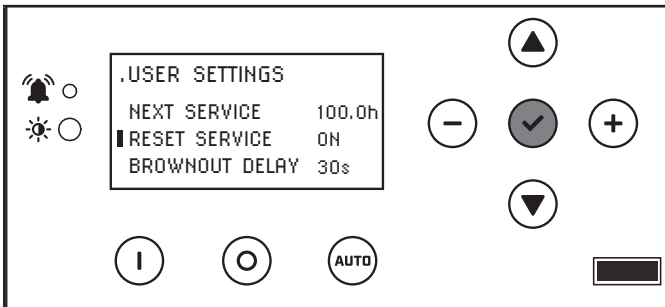 .USER SETTINGS
NEXT SERVICE 100.0h
RESET SERVICE ON
BROWNOUT DELAY 30s
AUTO